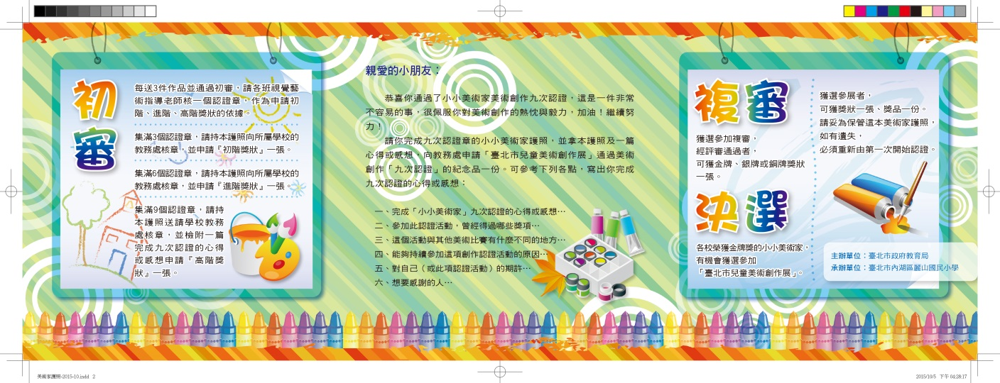 初
審
每送3件作品並通過初審，請各班視覺藝
術指導老師核一個認證章，作為申請初
階、進階、高階獎狀的依據。
集滿3個認證章，請持本護照向所屬學校的
教務處核章，並申請『初階獎狀』一張。
集滿6個認證章，請持本護照向所屬學校的
教務處核章，並申請『進階獎狀』一張。
集滿9個認證章，請持
本護照送請學校教務
處核章，並檢附一篇
完成九次認證的心得
或感想申請『高階獎
狀』一張。
親愛的小朋友：
恭喜你通過了小小美術家美術創作九次認證，這是一件非常
不容易的事，很佩服你對美術創作的熱忱與毅力，加油！繼續努
力！
請你完成九次認證章的小小美術家護照，並拿本護照及一篇
心得或感想，向教務處申請「臺北市兒童美術創作展」通過美術
創作「九次認證」的紀念品一份。可參考下列各點，寫出你完成
九次認證的心得或感想：
一、完成「小小美術家」九次認證的心得或感想…
二、參加此認證活動，曾經得過哪些獎項…
三、這個活動與其他美術比賽有什麼不同的地方…
四、能夠持續參加這項創作認證活動的原因…
五、對自己（或此項認證活動）的期許…
六、想要感謝的人…
複審
獲選參加複審，
經評審通過者，
可獲金牌、銀牌或銅牌獎狀
一張。
決選
各校榮獲金牌獎的小小美術家，
有機會獲選參加
「臺北市兒童美術創作展」。
獲選參展者，
可獲獎狀一張、獎品一份。
請妥為保管這本美術家護照，
如有遺失，
必須重新由第一次開始認證。
主辦單位：臺北市政府教育局
承辦單位：臺北市內湖區麗山國民小學
美術家護照-2015-10.indd 2
2015/10/5 下午 04:28:17